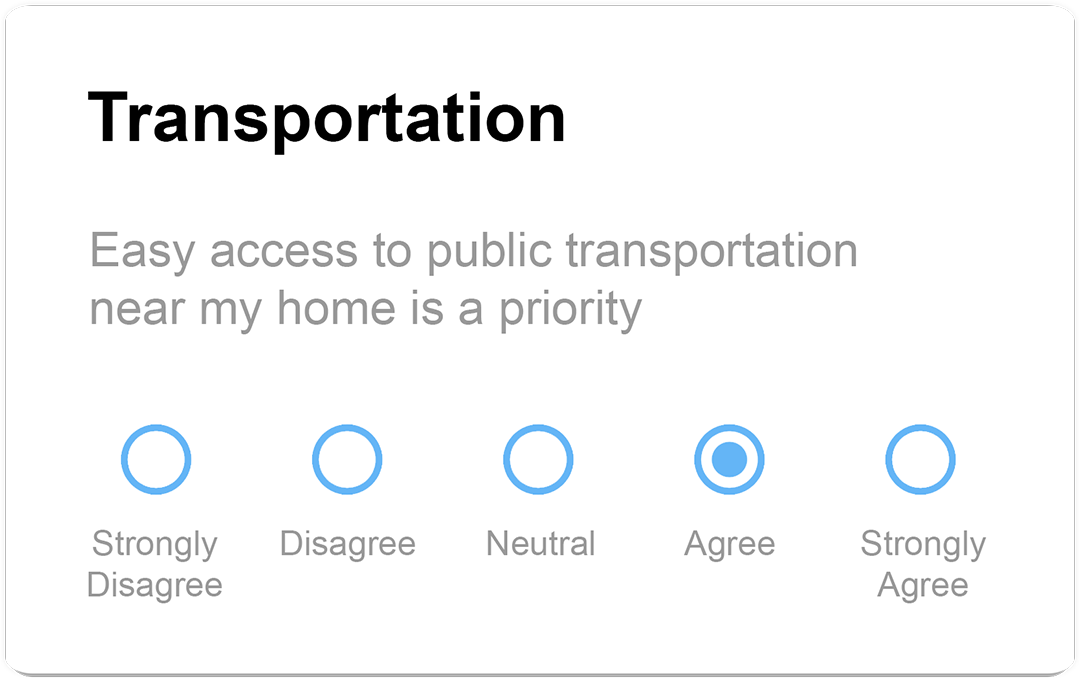 Transportation
Easy access to public transportation
near my home is a priority
Strongly Disagree
Disagree
Neutral
Agree
Strongly Agree